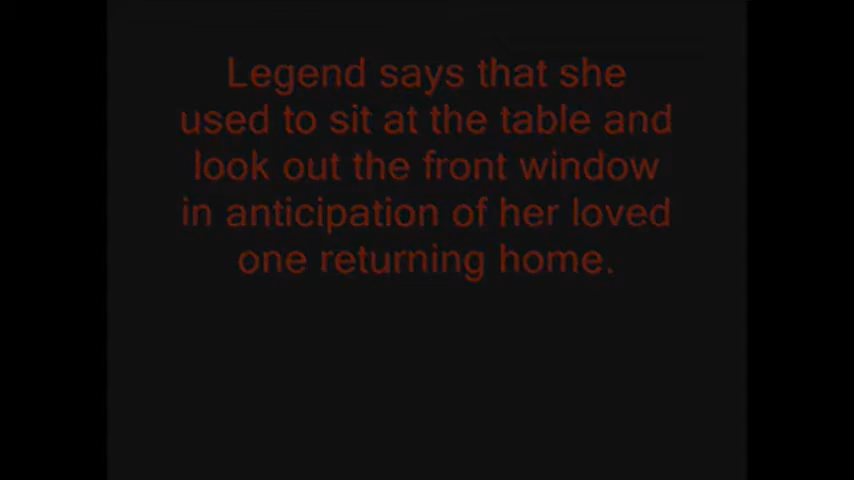 Legend says that she
used to sit at the table and
look out the front window
in anticipation of her loved
one returning home.